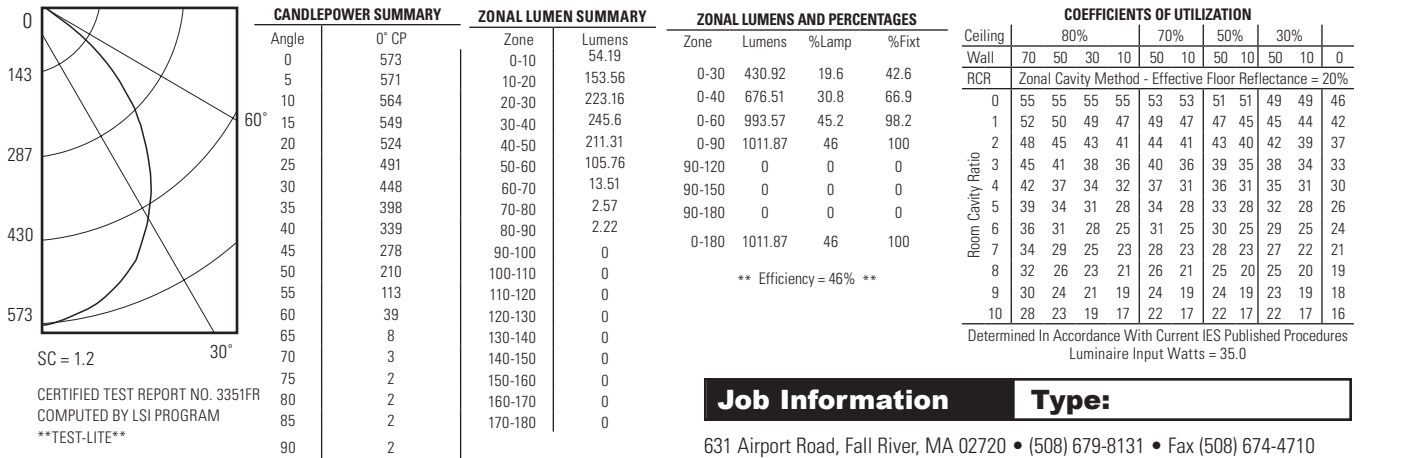 0
143
287
430
573
60°
30°
SC = 1.2
CERTIFIED TEST REPORT NO. 3351FR
COMPUTED BY LSI PROGRAM
**TEST-LITE**
CANDLEPOWER SUMMARY
Angle 0° CP
0 573
5 571
10 564
15 549
20 524
25 491
30 448
35 398
40 339
45 278
50 210
55 113
60 39
65 8
70 3
75 2
80 2
85 2
90 2
ZONAL LUMEN SUMMARY
Zone Lumens
0-10 54.19
10-20 153.56
20-30 223.16
30-40 245.6
40-50 211.31
50-60 105.76
60-70 13.51
70-80 2.57
80-90 2.22
90-100 0
100-110 0
110-120 0
120-130 0
130-140 0
140-150 0
150-160 0
160-170 0
170-180 0
ZONAL LUMENS AND PERCENTAGES
Zone Lumens %Lamp %Fixt
0-30 430.92 19.6 42.6
0-40 676.51 30.8 66.9
0-60 993.57 45.2 98.2
0-90 1011.87 46 100
90-120 0 0 0
90-150 0 0 0
90-180 0 0 0
0-180 1011.87 46 100
** Efficiency = 46% **
COEFFICIENTS OF UTILIZATION
Ceiling 80% 70% 50% 30%
Wall 70 50 30 10 50 10 50 10 50 10 0
RCR Zonal Cavity Method - Effective Floor Reflectance = 20%
Room Cavity Ratio
0 55 55 55 55 53 53 51 51 49 49 46
1 52 50 49 47 49 47 47 45 45 44 42
2 48 45 43 41 44 41 43 40 42 39 37
3 45 41 38 36 40 36 39 35 38 34 33
4 42 37 34 32 37 31 36 31 35 31 30
5 39 34 31 28 34 28 33 28 32 28 26
6 36 31 28 25 31 25 30 25 29 25 24
7 34 29 25 23 28 23 28 23 27 22 21
8 32 26 23 21 26 21 25 20 25 20 19
9 30 24 21 19 24 19 24 19 23 19 18
10 28 23 19 17 22 17 22 17 22 17 16
Determined In Accordance With Current IES Published Procedures
Luminaire Input Watts = 35.0
Job Information Type:
631 Airport Road, Fall River, MA 02720 • (508) 679-8131 • Fax (508) 674-4710